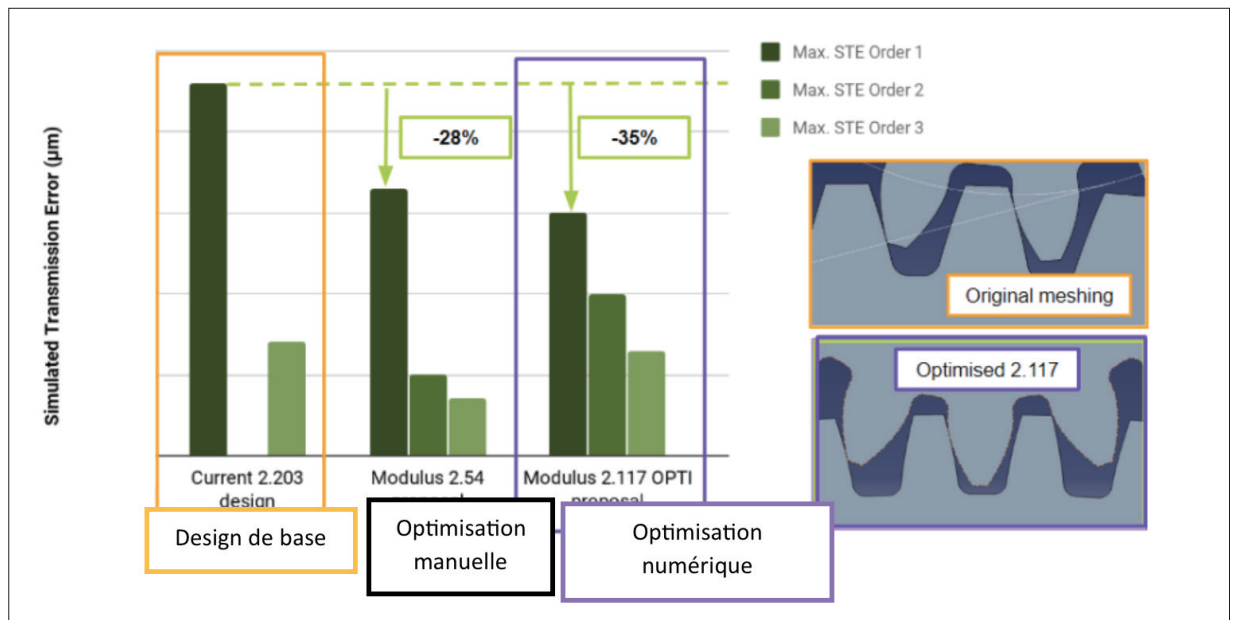 Simulated Transmission Error (µm)
-28%
-35%
Max. STE Order 1
Max. STE Order 2
Max. STE Order 3
Original meshing
Optimised 2.117
Current 2.203
design
Modulus 2.54
Modulus 2.117 OPTI
proposal
Design de base
Optimisation
manuelle
Optimisation
numérique